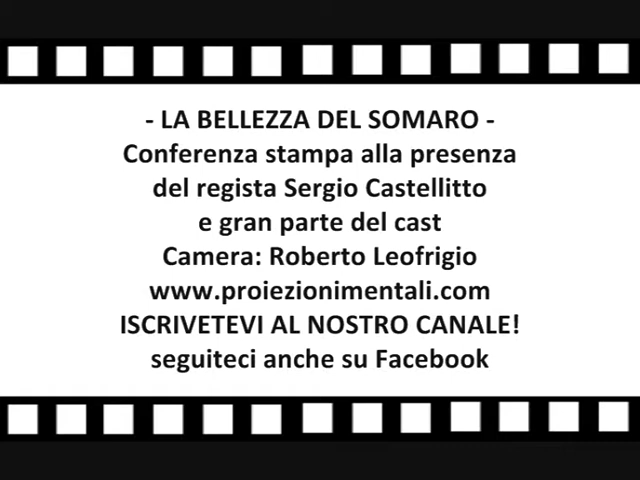 - LA BELLEZZA DEL SOMARO -
Conferenza stampa alla presenza
del regista Sergio Castellitto
e gran parte del cast
Camera: Roberto Leofrigio
www.proiezionimentali.com
ISCRIVETEVI AL NOSTRO CANALE!
seguiteci anche su Facebook